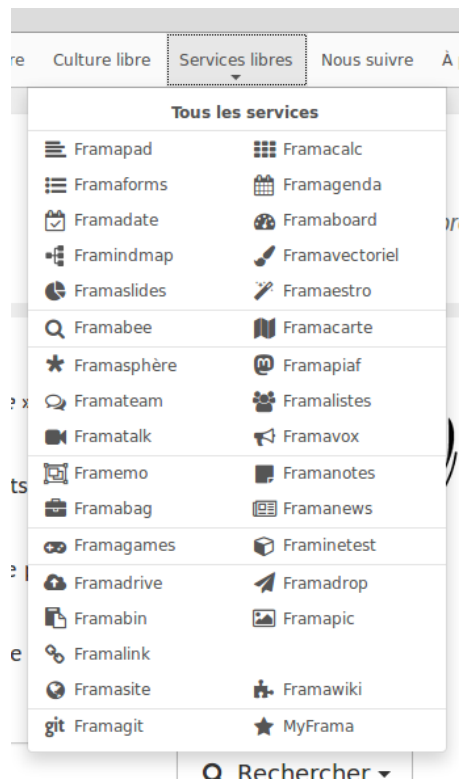 re Culture libre Services libres Nous suivre À
Tous les services
Framapad Framacalc
Framaforms Framagenda
Framadate Framaboard
Framindmap Framavectoriel
Framaslides Framaestro
Framabee Framacarte
Framasphère Framapiaf
Framateam Framalistes
Framatalk Framavox
Framemo Framanotes
ts
Framabag Framanews
Framagames Framinetest
Framadrive Framadrop
Framabin Framapic
e Framalink
Framasite Framawiki
git Framagit MyFrama
Rechercher